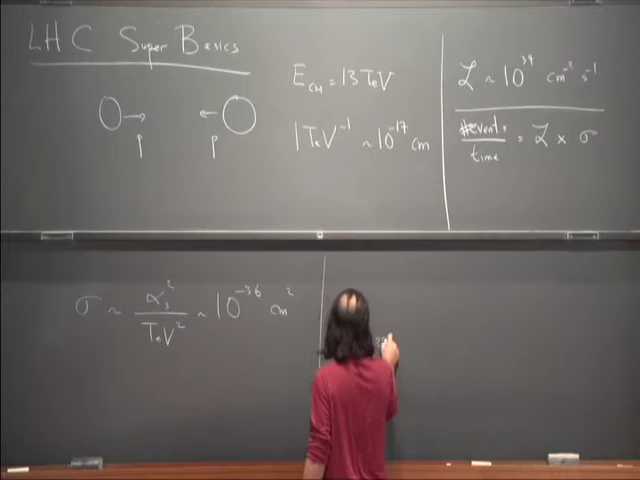 LHC Super Basics
p p
E_CM = 13 TeV
1 TeV^-1 ~ 10^-17 cm
ℒ ~ 10^34 cm^-2 s^-1
#events/time = ℒ x σ
σ ~ α_s^2/TeV^2 ~ 10^-36 cm^2